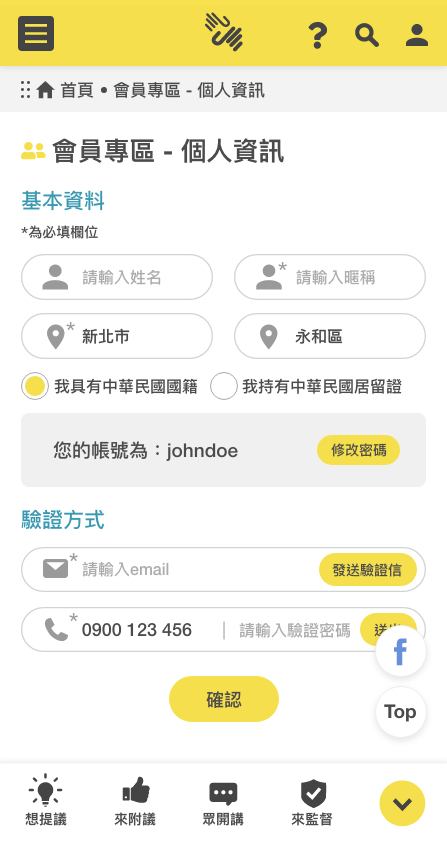 首頁 • 會員專區 - 個人資訊
會員專區 - 個人資訊
基本資料
*為必填欄位
請輸入姓名
* 請輸入暱稱
* 新北市
永和區
我具有中華民國國籍
我持有中華民國居留證
您的帳號為：johndoe
修改密碼
驗證方式
* 請輸入email
發送驗證信
* 0900 123 456
請輸入驗證密碼
Top
確認
想提議
來附議
眾開講
來監督